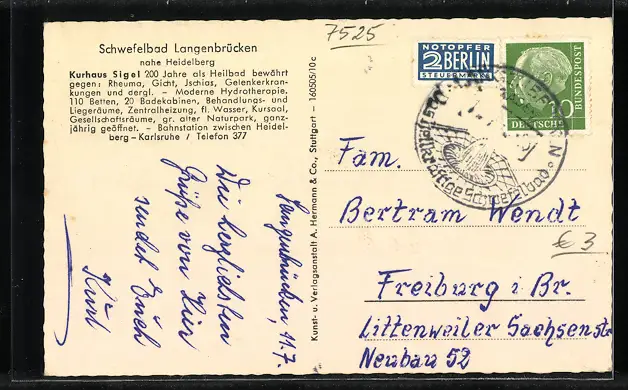 7525
Schwefelbad Langenbrücken
nahe Heidelberg
Kurhaus Sigel 200 Jahre als Heilbad bewährt
gegen: Rheuma, Gicht, Jschias, Gelenkerkran-
kungen und dergl. – Moderne Hydrotherapie.
110 Betten, 20 Badekabinen, Behandlungs- und
Liegeräume, Zentralheizung, fl. Wasser, Kursaal,
Gesellschaftsräume, gr. alter Naturpark, ganz-
jährig geöffnet. – Bahnstation zwischen Heidel-
berg – Karlsruhe / Telefon 377
Langenbrücken, 11.7.
Die herzlichsten
Grüße von hier
sendet Euch
Kurt
Kunst- u. Verlagsanstalt A. Hermann & Co., Stuttgart – 160505/10c
NOTOPFER
2 BERLIN
STEUERMARKE
DEUTSCHE
BUNDESPOST
Fam.
Bertram Wendt
€ 3
Freiburg i. Br.
Littenweiler Sachsenstr
Neubau 52